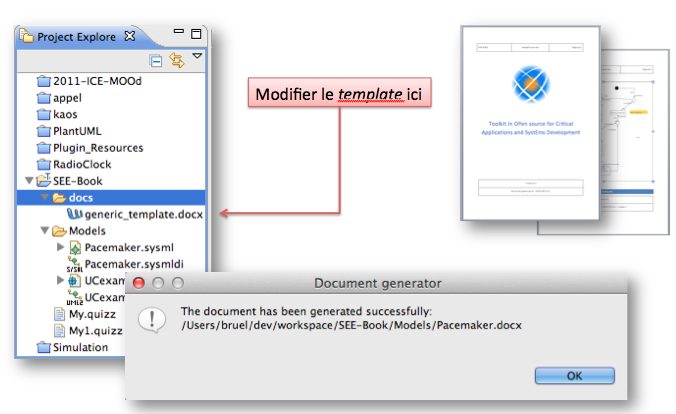 Project Explore
2011-ICE-MOOd
appel
kaos
PlantUML
Plugin_Resources
RadioClock
SEE-Book
docs
generic_template.docx
Models
Pacemaker.sysml
Pacemaker.sysmldi
UCexam
UCexam
My.quizz
My1.quizz
Simulation
Modifier le template ici
Toolkit in OPen source for Critical
Applications and SystEms Development
Document generator
The document has been generated successfully:
/Users/bruel/dev/workspace/SEE-Book/Models/Pacemaker.docx
OK